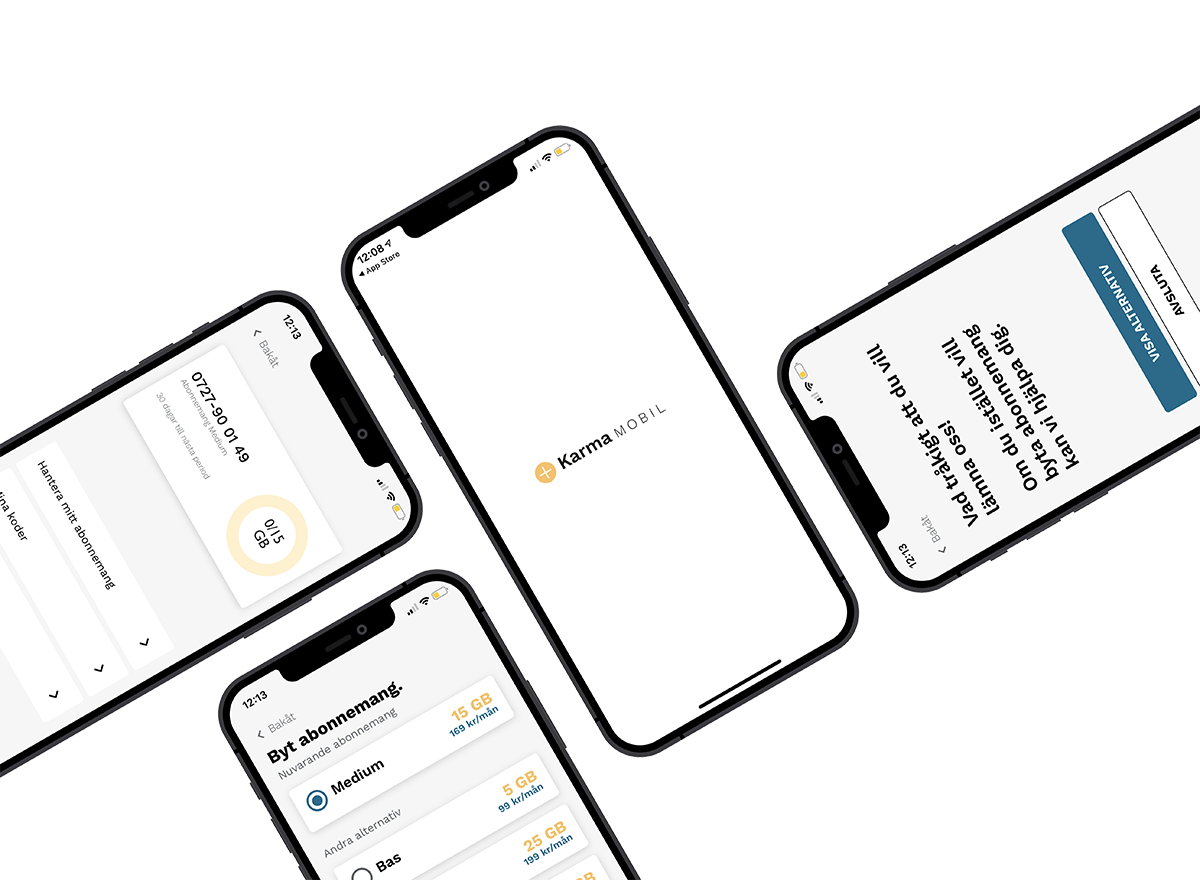 12:08
App Store
Karma MOBIL
12:13
Bakåt
0727-90 01 49
Abonnemang Medium
30 dagar till nästa period
0/15
GB
Hantera mitt abonnemang
ina koder
12:13
Bakåt
Byt abonnemang.
Nuvarande abonnemang
Medium
15 GB
169 kr/mån
Andra alternativ
Bas
5 GB
99 kr/mån
25 GB
199 kr/mån
GB
12:13
Bakåt
Vad tråkigt att du vill
lämna oss!
Om du istället vill
byta abonnemang
kan vi hjälpa dig.
VISA ALTERNATIV
AVSLUTA